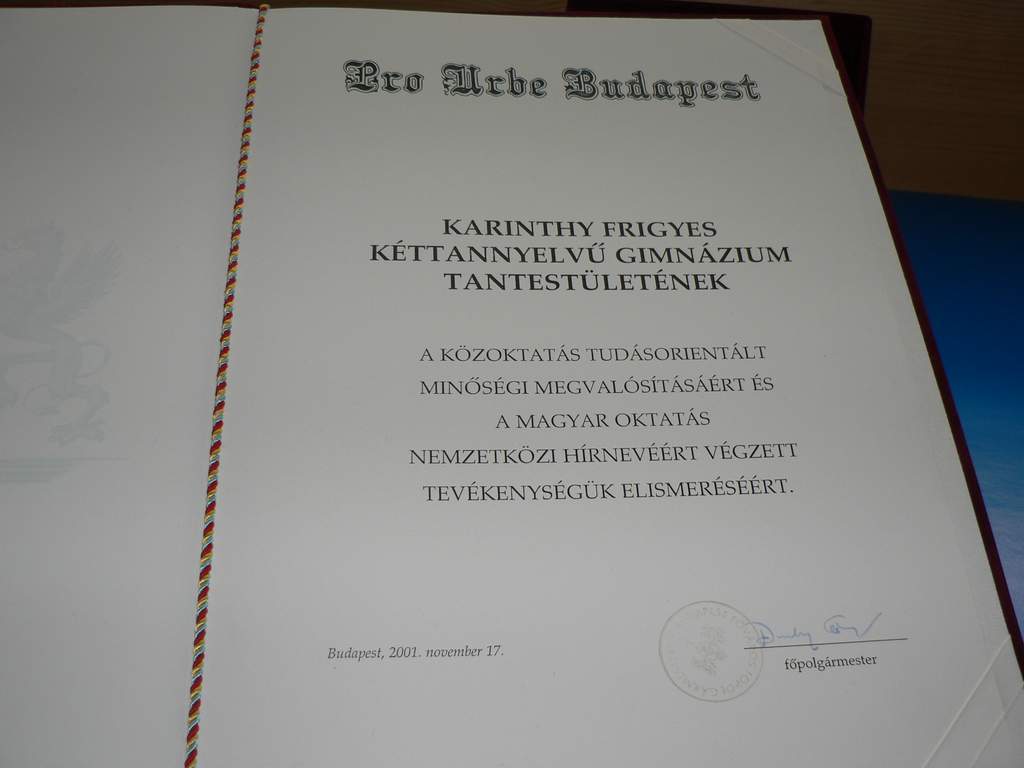 Pro Urbe Budapest
KARINTHY FRIGYES
KÉTTANNYELVŰ GIMNÁZIUM
TANTESTÜLETÉNEK
A KÖZOKTATÁS TUDÁSORIENTÁLT
MINŐSÉGI MEGVALÓSÍTÁSÁÉRT ÉS
A MAGYAR OKTATÁS
NEMZETKÖZI HÍRNEVÉÉRT VÉGZETT
TEVÉKENYSÉGÜK ELISMERÉSÉÉRT.
Budapest, 2001. november 17.
főpolgármester